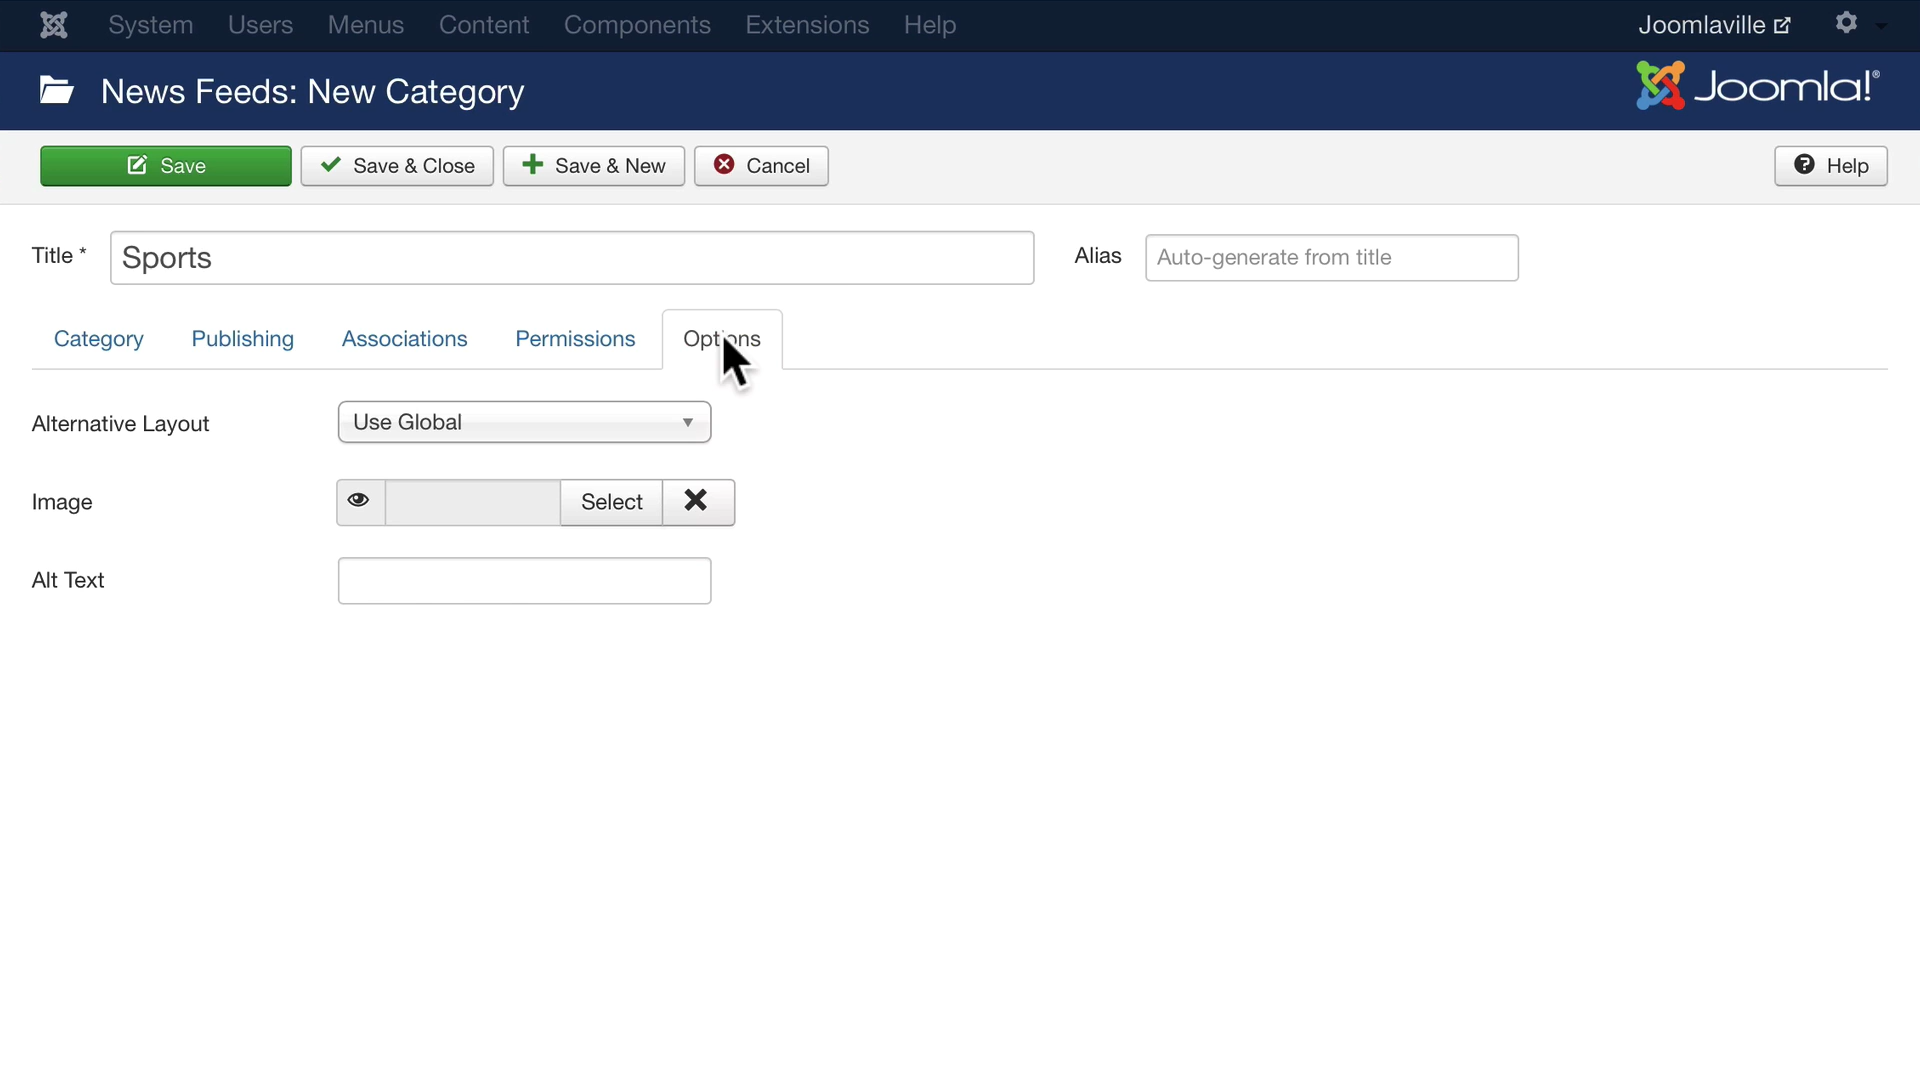 System Users Menus Content Components Extensions Help Joomlaville
News Feeds: New Category Joomla!®
Save Save & Close Save & New Cancel Help
Title * Sports Alias Auto-generate from title
Category Publishing Associations Permissions Options
Alternative Layout Use Global
Image Select
Alt Text